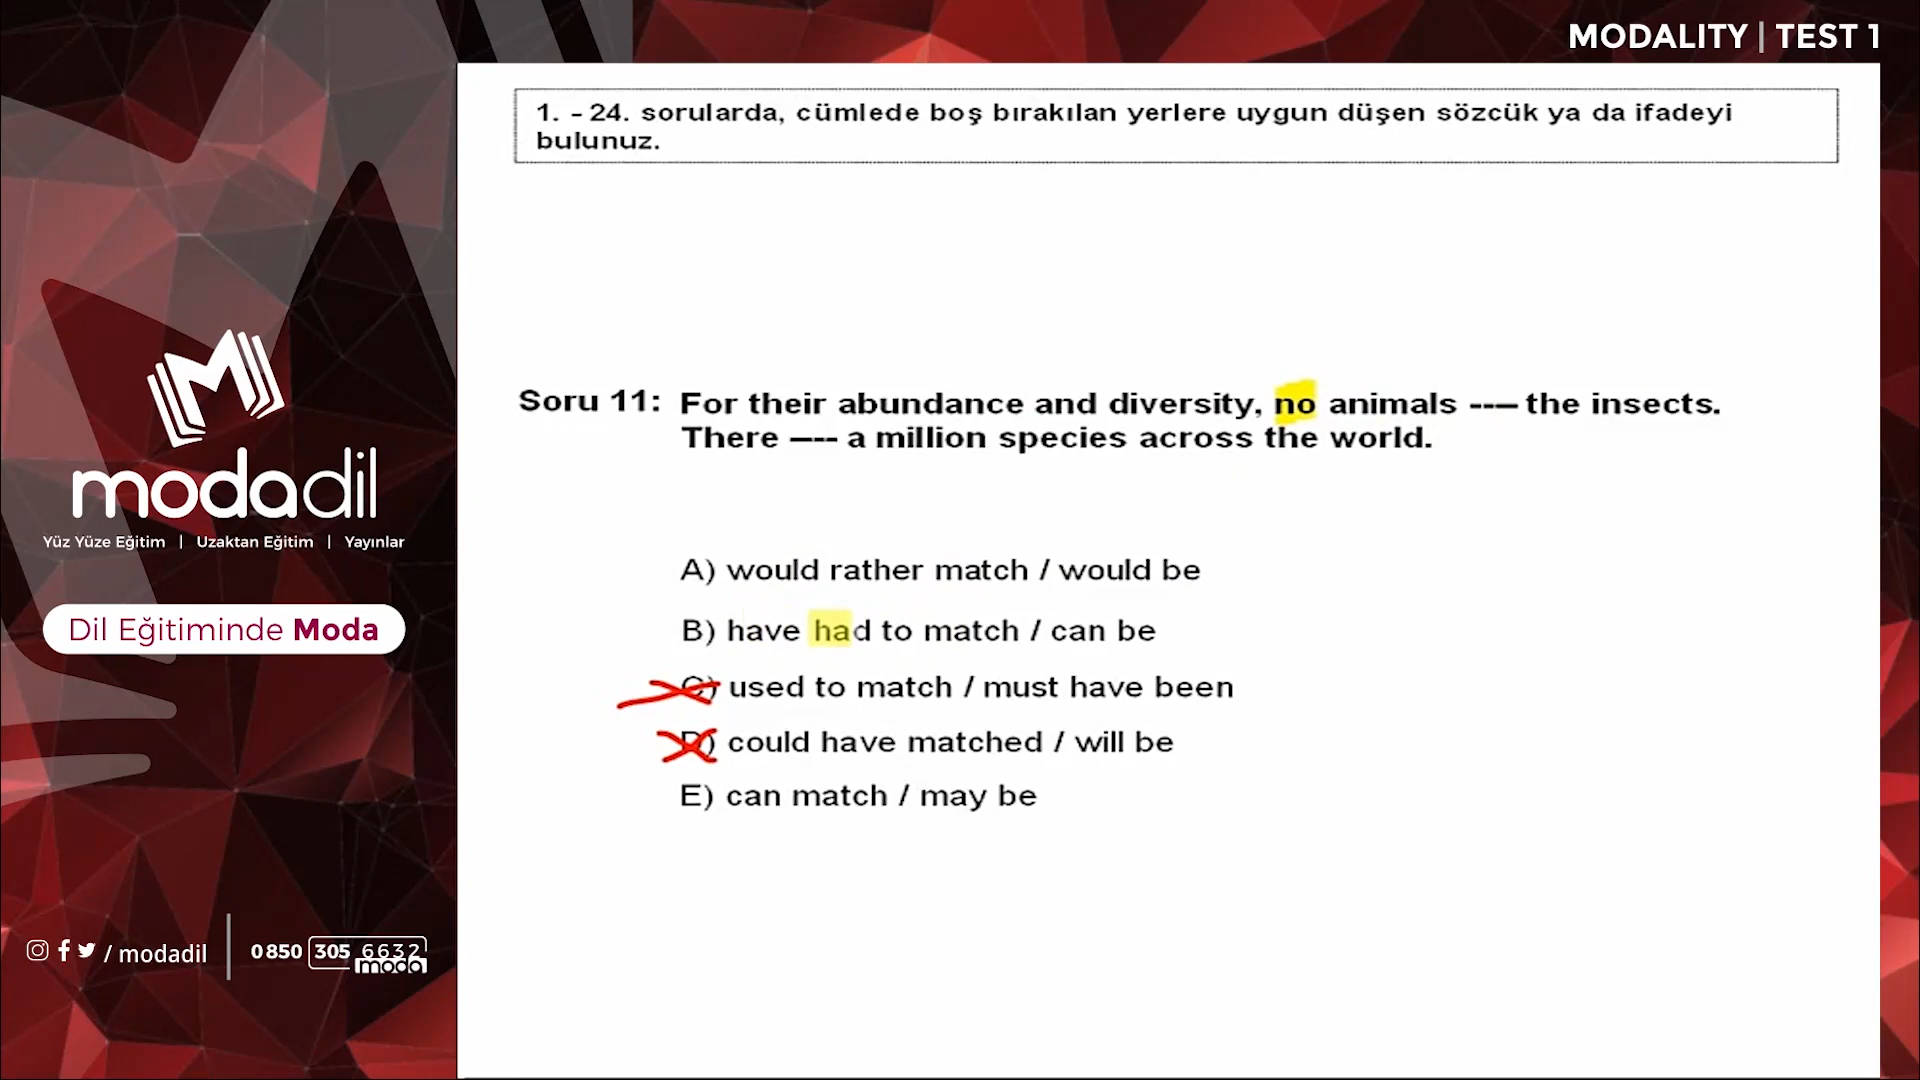 MODALITY | TEST 1
1. - 24. sorularda, cümlede boş bırakılan yerlere uygun düşen sözcük ya da ifadeyi
bulunuz.
Soru 11: For their abundance and diversity, no animals ---- the insects.
There ---- a million species across the world.
A) would rather match / would be
B) have had to match / can be
C) used to match / must have been
D) could have matched / will be
E) can match / may be
modadil
Yüz Yüze Eğitim | Uzaktan Eğitim | Yayınlar
Dil Eğitiminde Moda
/ modadil
0 850 305 6632
moda